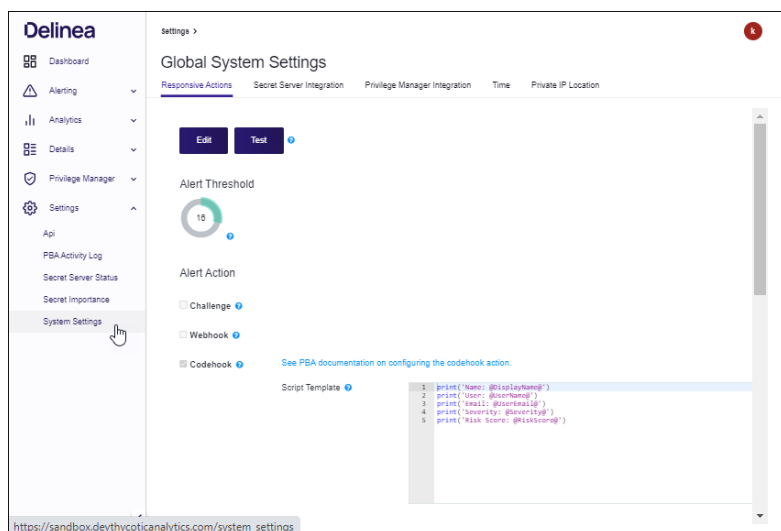 Delinea
Settings >
k
Dashboard
Global System Settings
Alerting
Responsive Actions Secret Server Integration Privilege Manager Integration Time Private IP Location
Analytics
Edit Test ?
Details
Privilege Manager
Alert Threshold
Settings
16
Api
?
PBA Activity Log
Secret Server Status
Alert Action
Secret Importance
Challenge ?
System Settings
Webhook ?
Codehook ? See PBA documentation on configuring the codehook action.
Script Template ?
1 print('Name: @DisplayName@')
2 print('User: @UserName@')
3 print('Email: @UserEmail@')
4 print('Severity: @Severity@')
5 print('Risk Score: @RiskScore@')
https://sandbox.devthycoticanalytics.com/system_settings